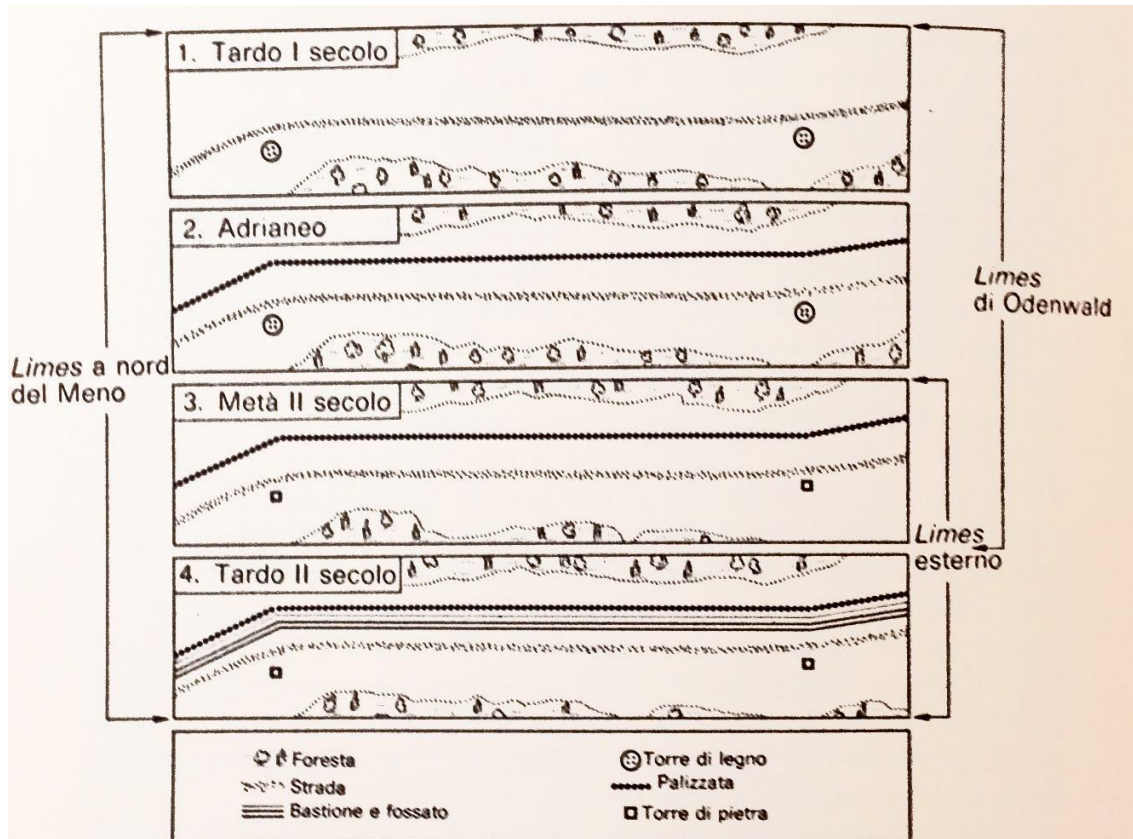 1. Tardo I secolo
2. Adrianeo
Limes
di Odenwald
Limes a nord
del Meno
3. Metà II secolo
Limes
esterno
4. Tardo II secolo
Foresta
Strada
Bastione e fossato
Torre di legno
Palizzata
Torre di pietra